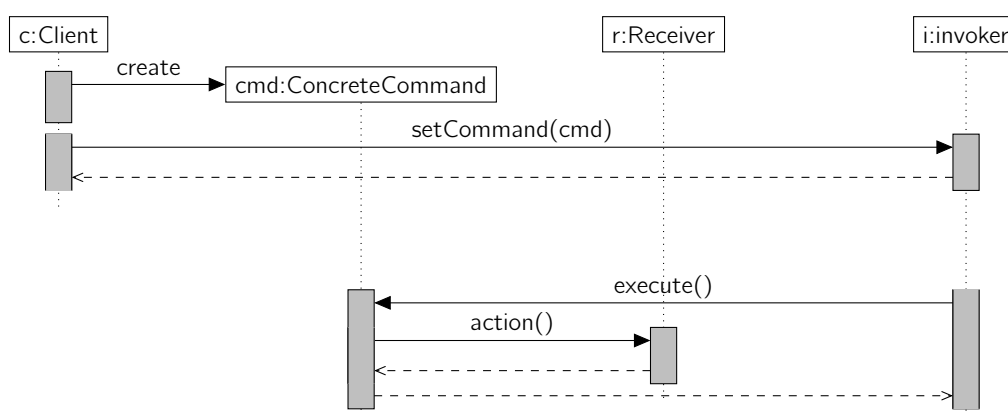 c:Client
r:Receiver
i:invoker
create
cmd:ConcreteCommand
setCommand(cmd)
execute()
action()